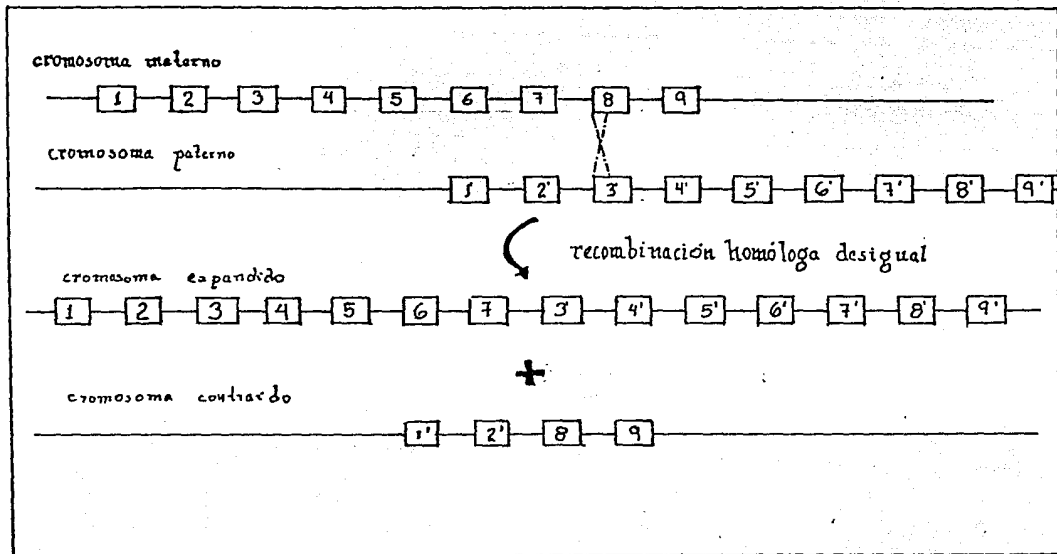 cromosoma materno
1 2 3 4 5 6 7 8 9
cromosoma paterno
1 2' 3' 4' 5' 6' 7' 8' 9'
recombinación homóloga desigual
cromosoma expandido
1 2 3 4 5 6 7 3' 4' 5' 6' 7' 8' 9'
+
cromosoma contraído
1' 2' 8 9